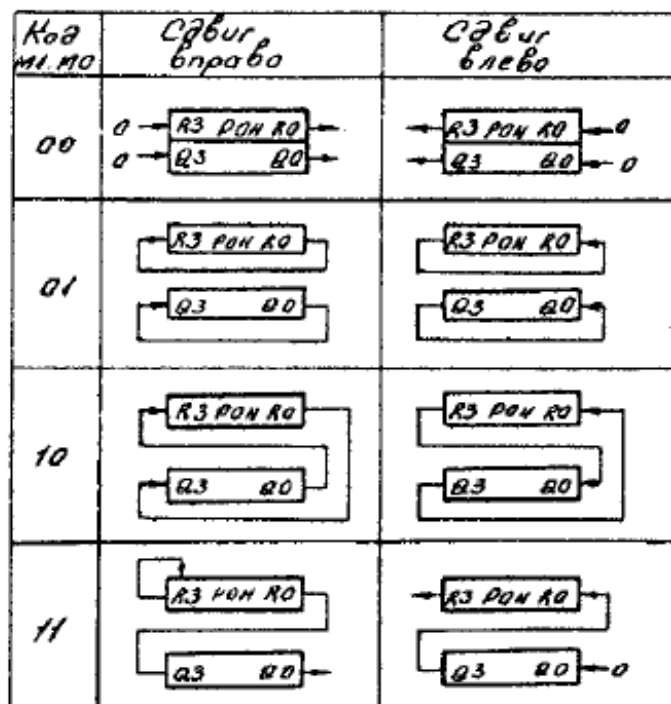 Код М1.М0
Сдвиг вправо
Сдвиг влево
00
0 R3 РОН R0
0 Q3 Q0
R3 РОН R0 0
Q3 Q0 0
01
R3 РОН R0
Q3 Q0
R3 РОН R0
Q3 Q0
10
R3 РОН R0
Q3 Q0
R3 РОН R0
Q3 Q0
11
R3 РОН R0
Q3 Q0
R3 РОН R0
Q3 Q0 0